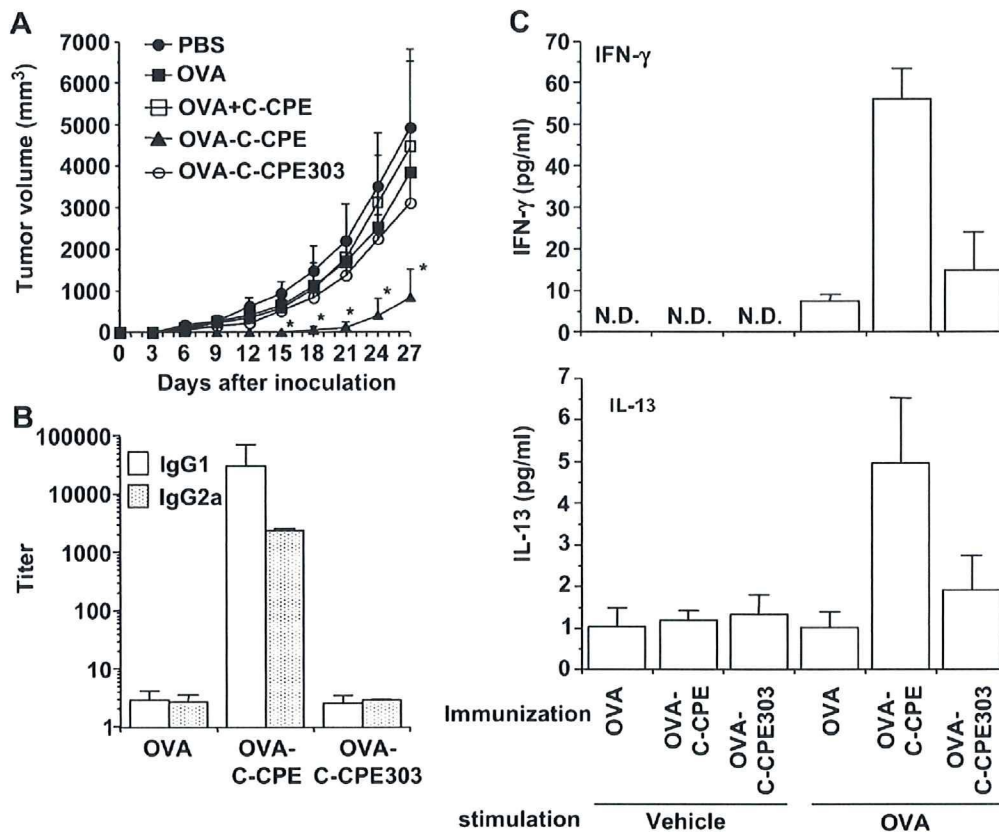 A
7000
6000
5000
4000
3000
2000
1000
0
Tumor volume (mm³)
PBS
OVA
OVA+C-CPE
OVA-C-CPE
OVA-C-CPE303
* * * * *
0 3 6 9 12 15 18 21 24 27
Days after inoculation
B
100000
10000
1000
100
10
1
Titer
IgG1
IgG2a
OVA
OVA-
C-CPE
OVA-
C-CPE303
C
70
60
50
40
30
20
10
0
IFN-γ (pg/ml)
IFN-γ
N.D. N.D. N.D.
7
6
5
4
3
2
1
0
IL-13 (pg/ml)
IL-13
Immunization
OVA
OVA-
C-CPE
OVA-
C-CPE303
OVA
OVA-
C-CPE
OVA-
C-CPE303
stimulation
Vehicle
OVA